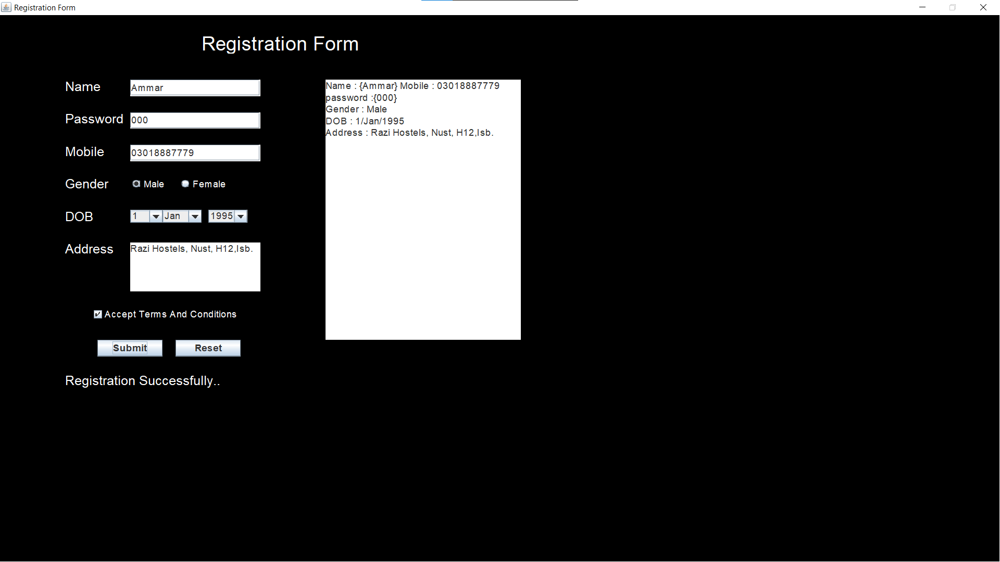 Registration Form
Registration Form
Name
Ammar
Password
000
Mobile
03018887779
Gender
Male
Female
DOB
1
Jan
1995
Address
Razi Hostels, Nust, H12,Isb.
Accept Terms And Conditions
Submit
Reset
Registration Successfully..
Name : {Ammar} Mobile : 03018887779
password :{000}
Gender : Male
DOB : 1/Jan/1995
Address : Razi Hostels, Nust, H12,Isb.